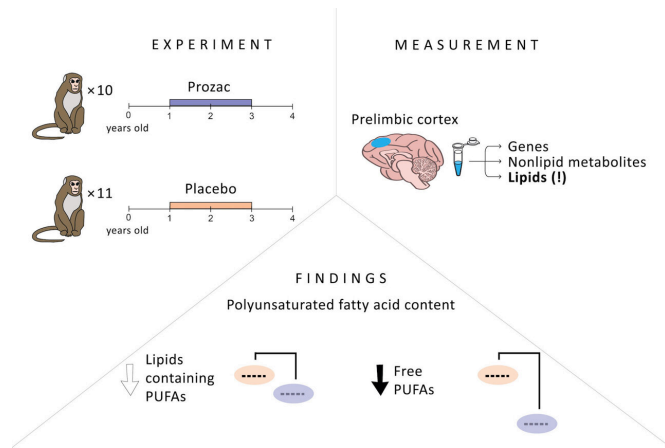 EXPERIMENT
×10
Prozac
0 1 2 3 4
years old
×11
Placebo
0 1 2 3 4
years old
MEASUREMENT
Prelimbic cortex
Genes
Nonlipid metabolites
Lipids (!)
FINDINGS
Polyunsaturated fatty acid content
Lipids
containing
PUFAs
Free
PUFAs